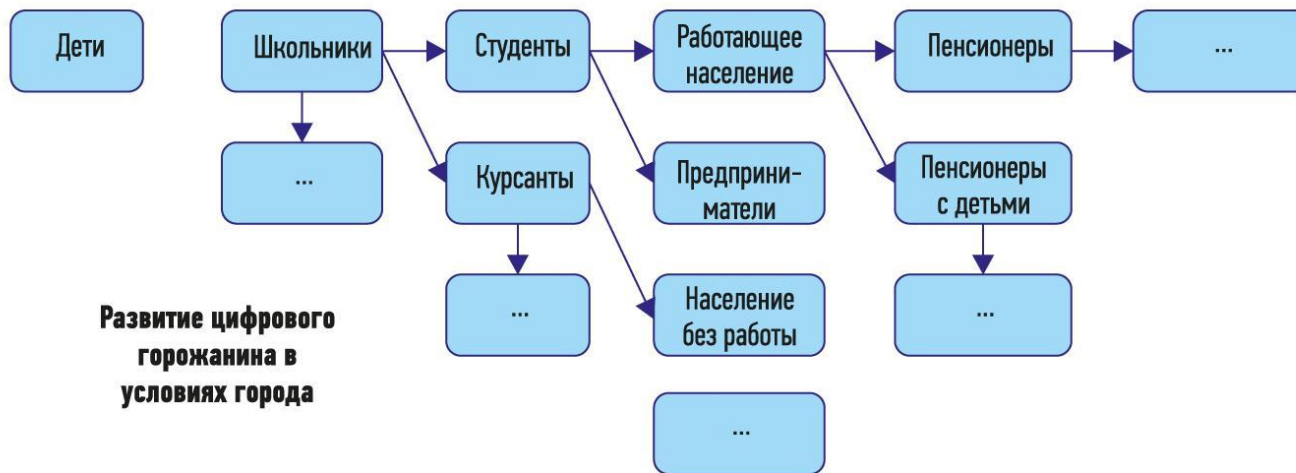 Дети
Школьники
Студенты
Работающее
население
Пенсионеры
...
...
Курсанты
Предприни-
матели
Пенсионеры
с детьми
...
Население
без работы
...
Развитие цифрового
горожанина в
условиях города
...